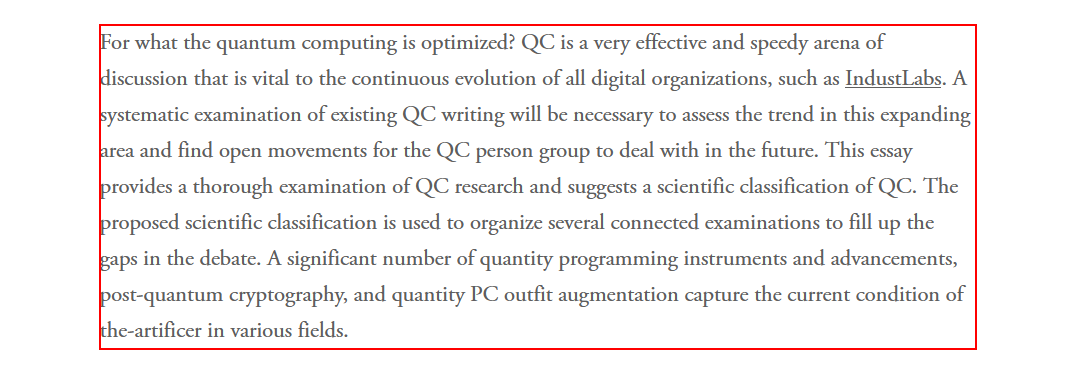 For what the quantum computing is optimized? QC is a very effective and speedy arena of
discussion that is vital to the continuous evolution of all digital organizations, such as IndustLabs. A
systematic examination of existing QC writing will be necessary to assess the trend in this expanding
area and find open movements for the QC person group to deal with in the future. This essay
provides a thorough examination of QC research and suggests a scientific classification of QC. The
proposed scientific classification is used to organize several connected examinations to fill up the
gaps in the debate. A significant number of quantity programming instruments and advancements,
post-quantum cryptography, and quantity PC outfit augmentation capture the current condition of
the-artificer in various fields.